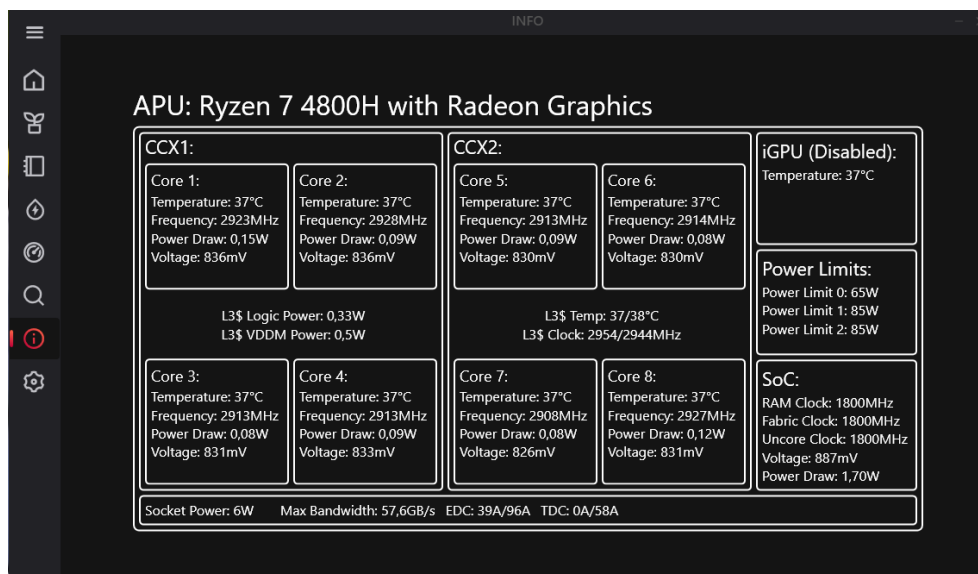 INFO
APU: Ryzen 7 4800H with Radeon Graphics
CCX1:
Core 1:
Temperature: 37°C
Frequency: 2923MHz
Power Draw: 0,15W
Voltage: 836mV
Core 2:
Temperature: 37°C
Frequency: 2928MHz
Power Draw: 0,09W
Voltage: 836mV
L3$ Logic Power: 0,33W
L3$ VDDM Power: 0,5W
Core 3:
Temperature: 37°C
Frequency: 2913MHz
Power Draw: 0,08W
Voltage: 831mV
Core 4:
Temperature: 37°C
Frequency: 2913MHz
Power Draw: 0,09W
Voltage: 833mV
CCX2:
Core 5:
Temperature: 37°C
Frequency: 2913MHz
Power Draw: 0,09W
Voltage: 830mV
Core 6:
Temperature: 37°C
Frequency: 2914MHz
Power Draw: 0,08W
Voltage: 830mV
L3$ Temp: 37/38°C
L3$ Clock: 2954/2944MHz
Core 7:
Temperature: 37°C
Frequency: 2908MHz
Power Draw: 0,08W
Voltage: 826mV
Core 8:
Temperature: 37°C
Frequency: 2927MHz
Power Draw: 0,12W
Voltage: 831mV
iGPU (Disabled):
Temperature: 37°C
Power Limits:
Power Limit 0: 65W
Power Limit 1: 85W
Power Limit 2: 85W
SoC:
RAM Clock: 1800MHz
Fabric Clock: 1800MHz
Uncore Clock: 1800MHz
Voltage: 887mV
Power Draw: 1,70W
Socket Power: 6W Max Bandwidth: 57,6GB/s EDC: 39A/96A TDC: 0A/58A